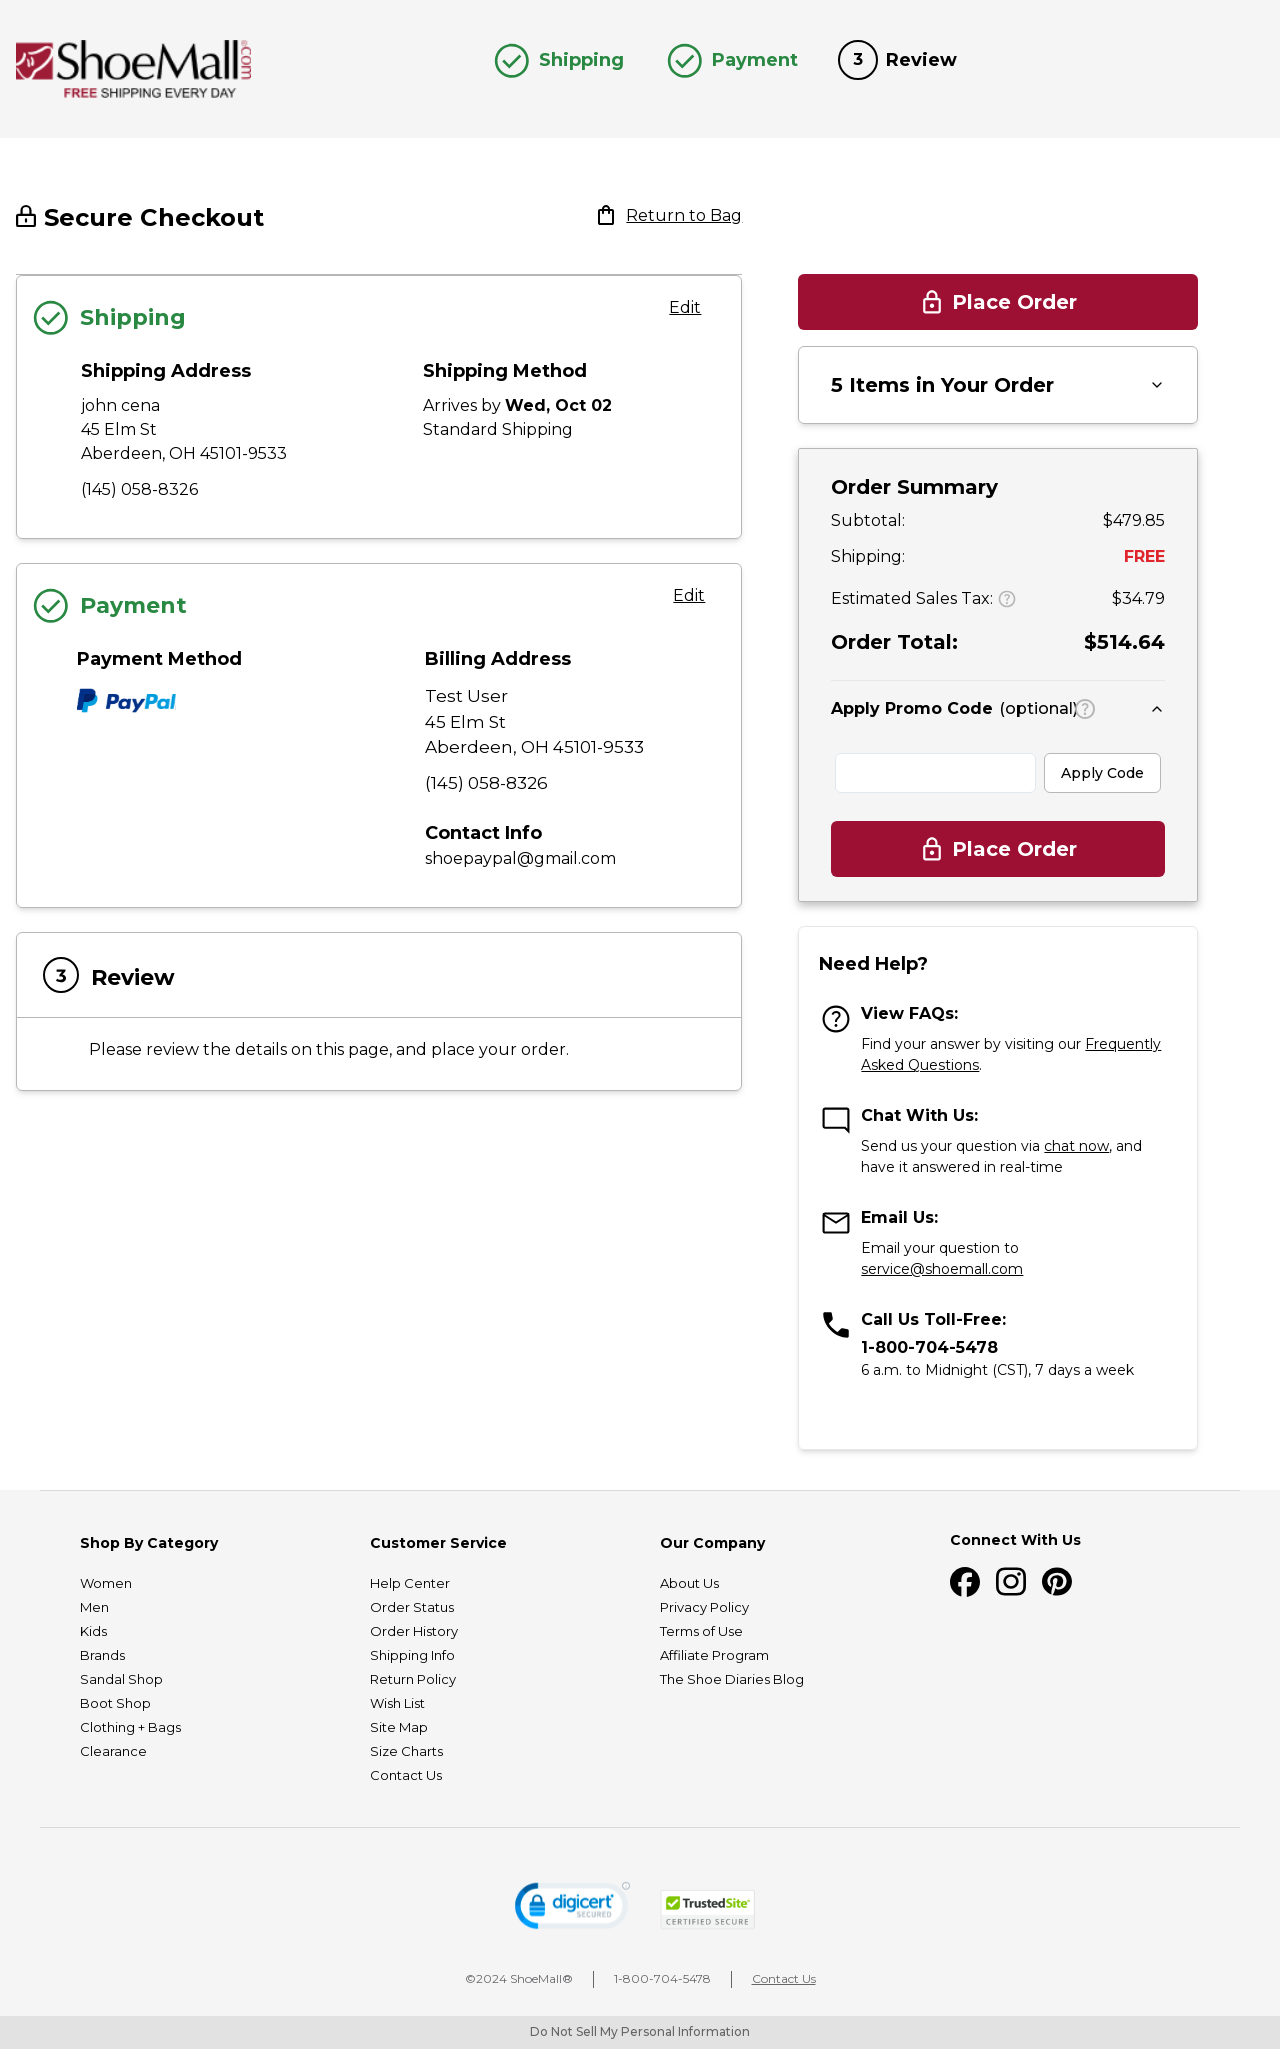 ShoeMall.com
FREE SHIPPING EVERY DAY
Shipping
Payment
3 Review
Secure Checkout
Return to Bag
Shipping
Edit
Shipping Address
john cena
45 Elm St
Aberdeen, OH 45101-9533
(145) 058-8326
Shipping Method
Arrives by Wed, Oct 02
Standard Shipping
Payment
Edit
Payment Method
PayPal
Billing Address
Test User
45 Elm St
Aberdeen, OH 45101-9533
(145) 058-8326
Contact Info
shoepaypal@gmail.com
3 Review
Please review the details on this page, and place your order.
Place Order
5 Items in Your Order
Order Summary
Subtotal: $479.85
Shipping: FREE
Estimated Sales Tax: $34.79
Order Total: $514.64
Apply Promo Code (optional)
Apply Code
Place Order
Need Help?
View FAQs:
Find your answer by visiting our Frequently
Asked Questions.
Chat With Us:
Send us your question via chat now, and
have it answered in real-time
Email Us:
Email your question to
service@shoemall.com
Call Us Toll-Free:
1-800-704-5478
6 a.m. to Midnight (CST), 7 days a week
Shop By Category
Women
Men
Kids
Brands
Sandal Shop
Boot Shop
Clothing + Bags
Clearance
Customer Service
Help Center
Order Status
Order History
Shipping Info
Return Policy
Wish List
Site Map
Size Charts
Contact Us
Our Company
About Us
Privacy Policy
Terms of Use
Affiliate Program
The Shoe Diaries Blog
Connect With Us
digicert
SECURED
TrustedSite
CERTIFIED SECURE
©2024 ShoeMall®
1-800-704-5478
Contact Us
Do Not Sell My Personal Information